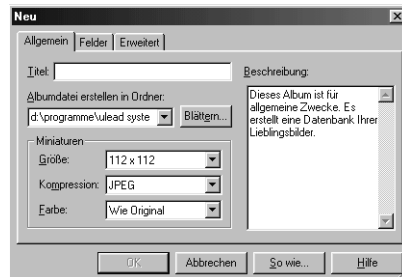 Neu
Allgemein Felder Erweitert
Titel:
Beschreibung:
Albumdatei erstellen in Ordner:
d:\programme\ulead syste
Blättern...
Dieses Album ist für
allgemeine Zwecke. Es
erstellt eine Datenbank Ihrer
Lieblingsbilder.
Miniaturen
Größe: 112 x 112
Kompression: JPEG
Farbe: Wie Original
OK Abbrechen So wie... Hilfe